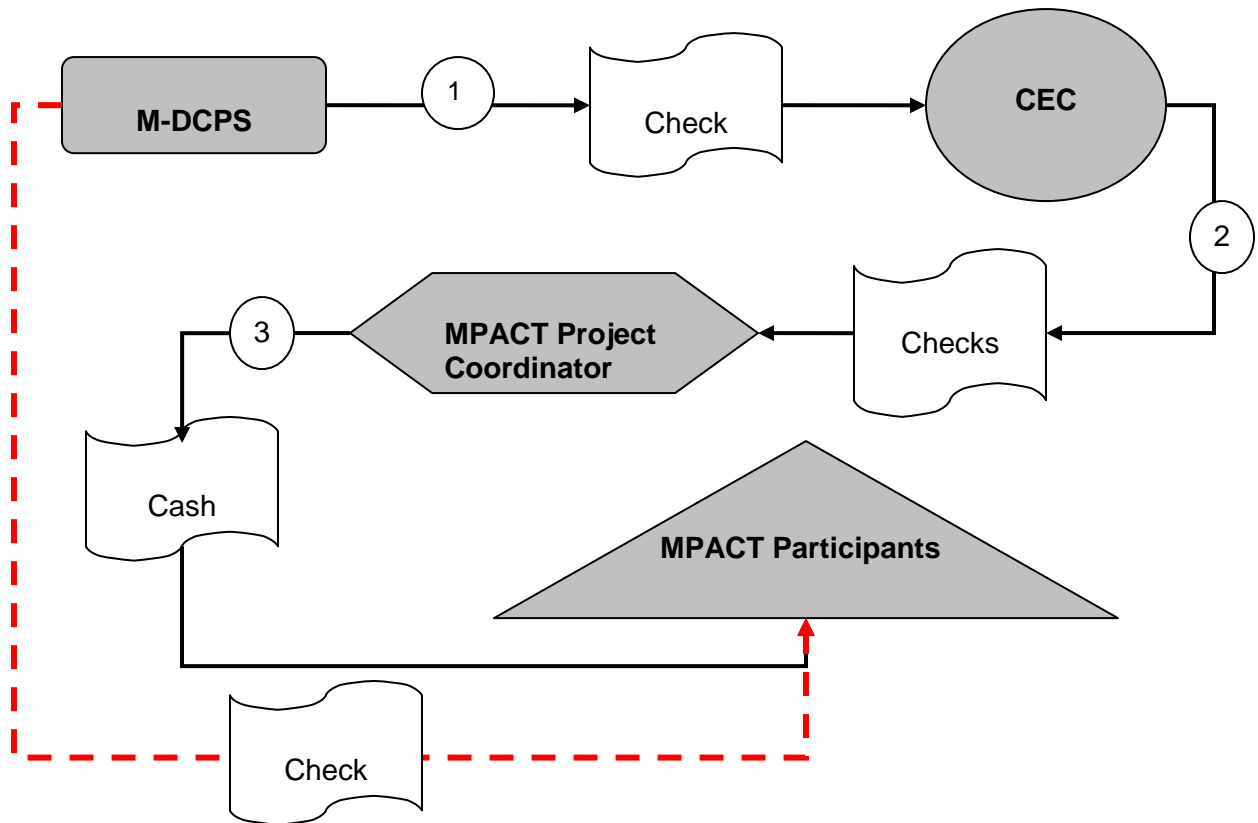 M-DCPS
1
Check
CEC
2
Checks
MPACT Project
Coordinator
3
Cash
MPACT Participants
Check